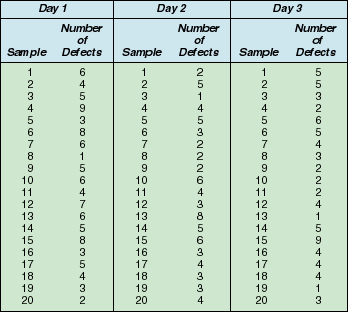 Day 1 Day 2 Day 3
Number Number Number
of of of
Sample Defects Sample Defects Sample Defects
1 6 1 2 1 5
2 4 2 5 2 5
3 5 3 1 3 3
4 9 4 4 4 2
5 3 5 5 5 6
6 8 6 3 6 5
7 6 7 2 7 4
8 1 8 2 8 3
9 5 9 2 9 2
10 6 10 6 10 2
11 4 11 4 11 2
12 7 12 3 12 4
13 6 13 8 13 1
14 5 14 5 14 5
15 8 15 6 15 9
16 3 16 3 16 4
17 5 17 4 17 4
18 4 18 3 18 4
19 3 19 3 19 1
20 2 20 4 20 3